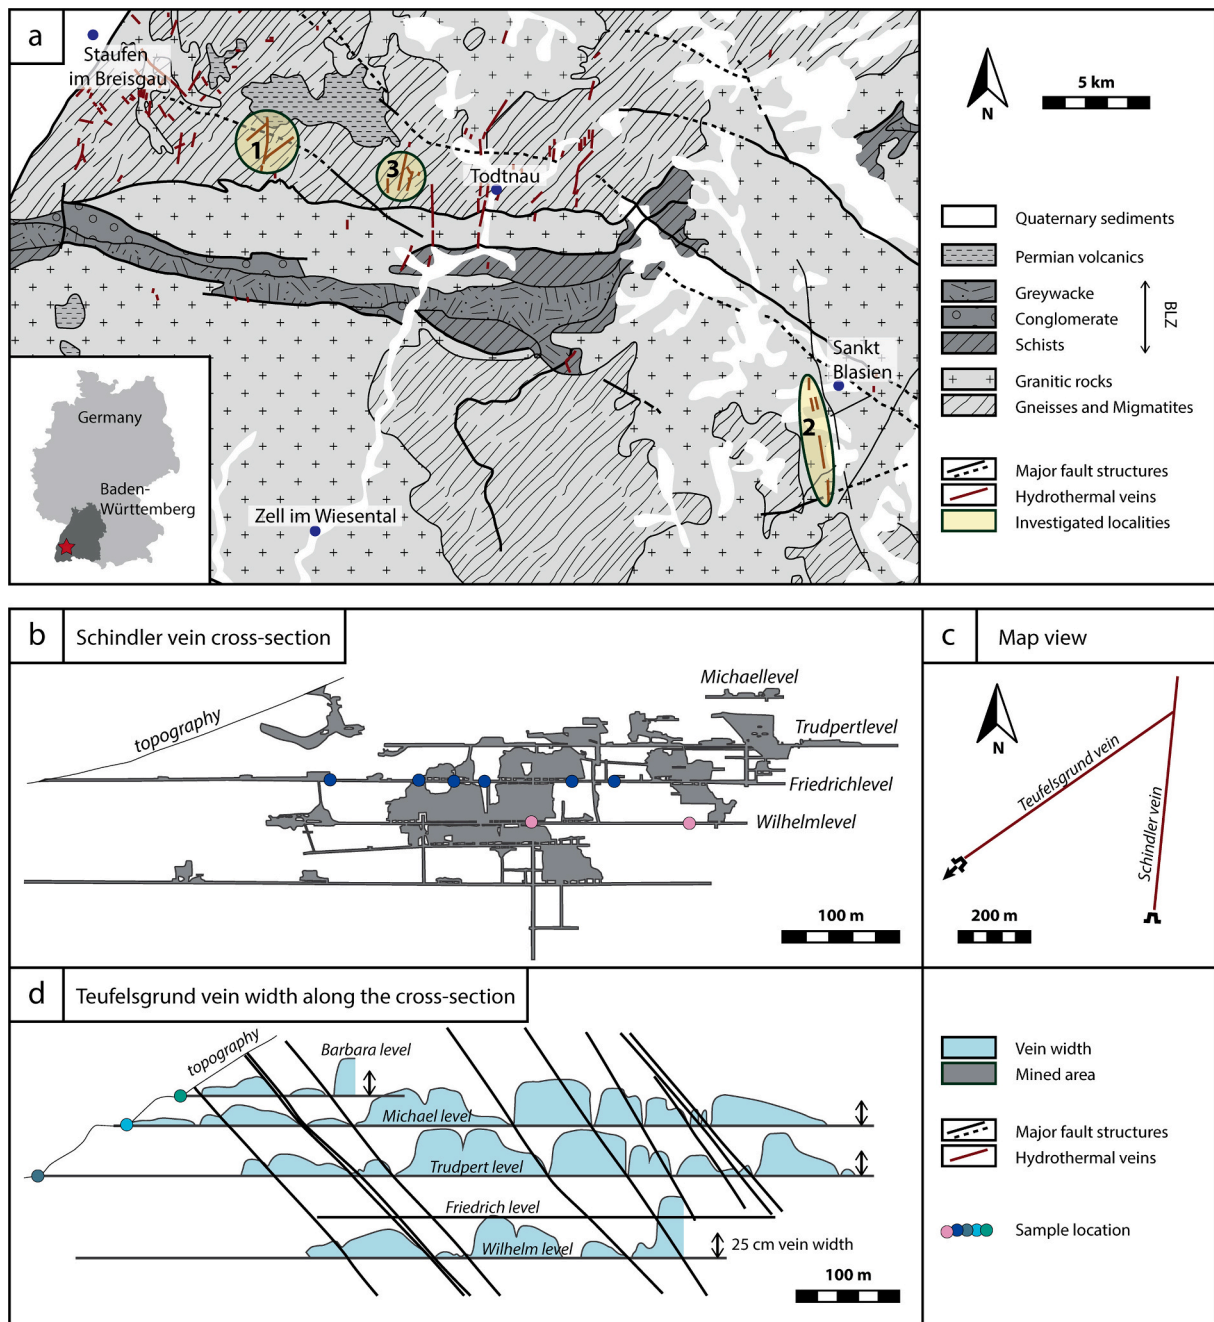 a
Staufen
im Breisgau
1
3
Todtnau
Sankt
Blasien
2
Zell im Wiesental
Germany
Baden-
Württemberg
N
5 km
Quaternary sediments
Permian volcanics
Greywacke
Conglomerate
Schists
BLZ
Granitic rocks
Gneisses and Migmatites
Major fault structures
Hydrothermal veins
Investigated localities
b
Schindler vein cross-section
topography
Michaellevel
Trudpertlevel
Friedrichlevel
Wilhelmlevel
100 m
c
Map view
N
Teufelsgrund vein
Schindler vein
200 m
d
Teufelsgrund vein width along the cross-section
topography
Barbara level
Michael level
Trudpert level
Friedrich level
Wilhelm level
25 cm vein width
100 m
Vein width
Mined area
Major fault structures
Hydrothermal veins
Sample location